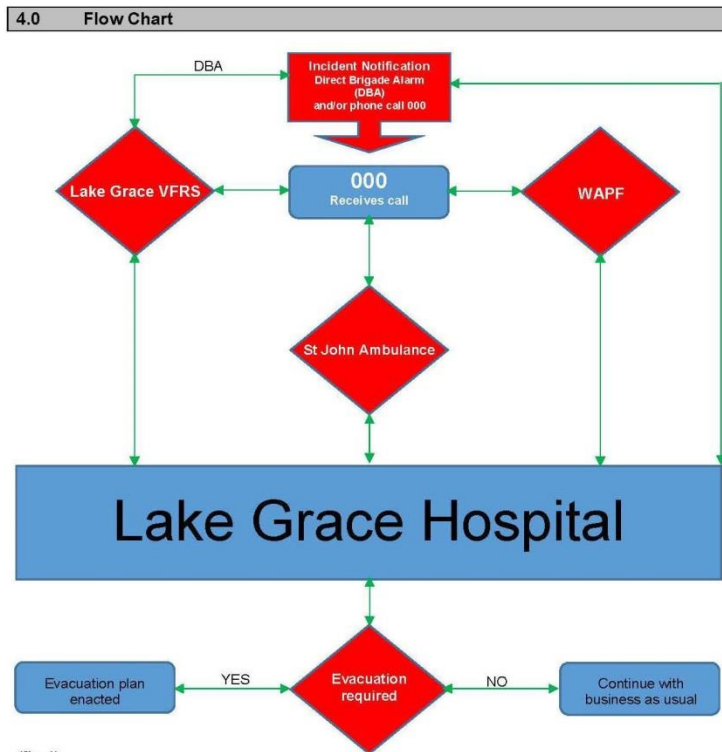 4.0 Flow Chart
DBA
Incident Notification
Direct Brigade Alarm
(DBA)
and/or phone call 000
Lake Grace VFRS
000
Receives call
WAPF
St John Ambulance
Lake Grace Hospital
Evacuation plan
enacted
YES
Evacuation
required
NO
Continue with
business as usual